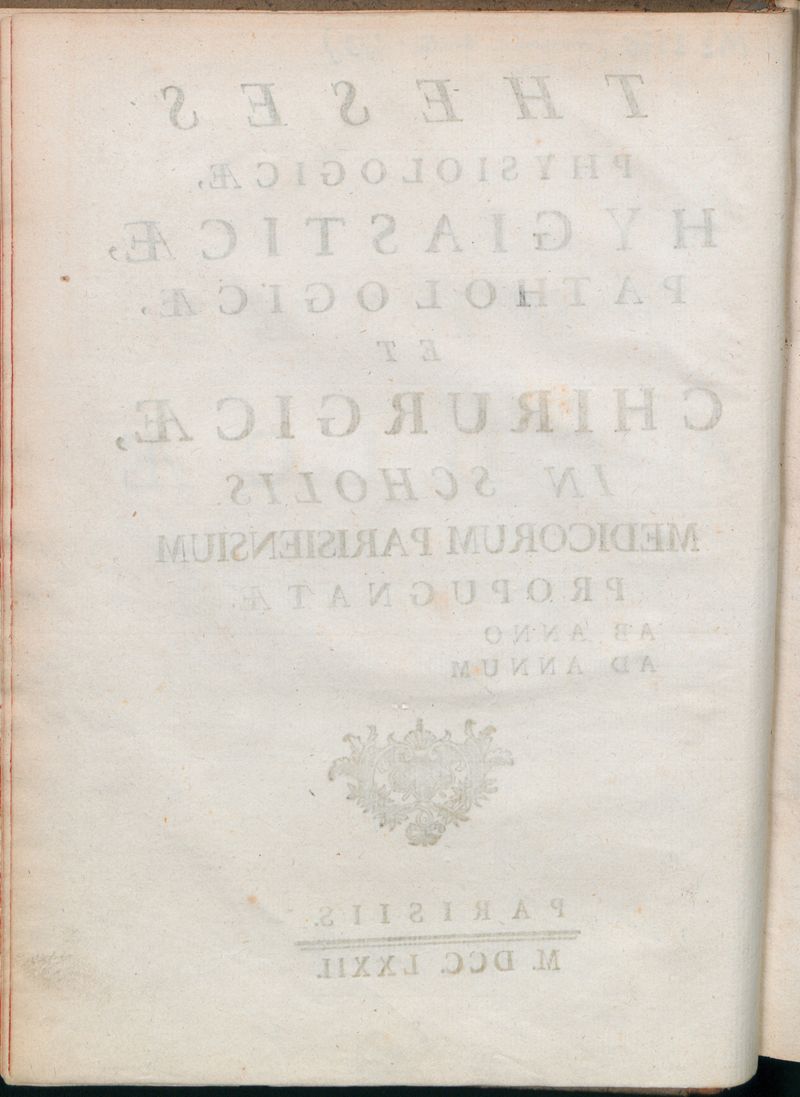 THESES
PHYSIOLOGICÆ,
HYGIASTICÆ,
PATHOLOGICÆ,
ET
CHIRURGICÆ,
IN SCHOLIS
MEDICORUM PARISIENSIUM
PROPUGNATÆ,
AB ANNO
AD ANNUM
PARISIIS.
M. DCC. LXXII.